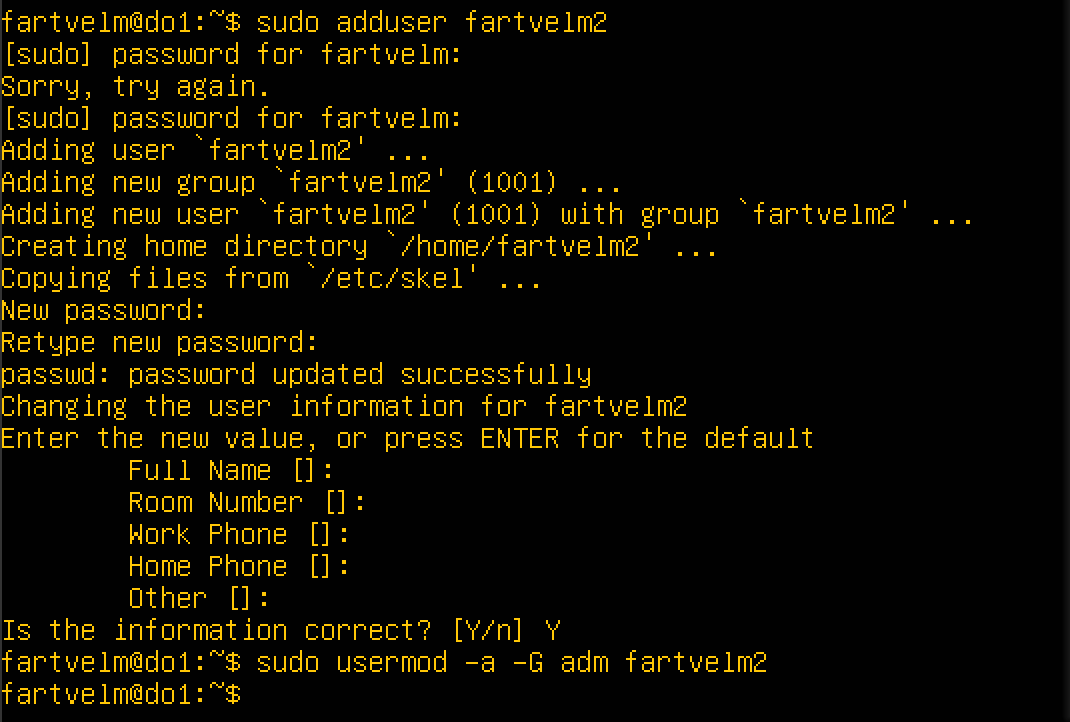 fartvelm@do1:~$ sudo adduser fartvelm2
[sudo] password for fartvelm:
Sorry, try again.
[sudo] password for fartvelm:
Adding user `fartvelm2' ...
Adding new group `fartvelm2' (1001) ...
Adding new user `fartvelm2' (1001) with group `fartvelm2' ...
Creating home directory `/home/fartvelm2' ...
Copying files from `/etc/skel' ...
New password:
Retype new password:
passwd: password updated successfully
Changing the user information for fartvelm2
Enter the new value, or press ENTER for the default
Full Name []:
Room Number []:
Work Phone []:
Home Phone []:
Other []:
Is the information correct? [Y/n] Y
fartvelm@do1:~$ sudo usermod -a -G adm fartvelm2
fartvelm@do1:~$